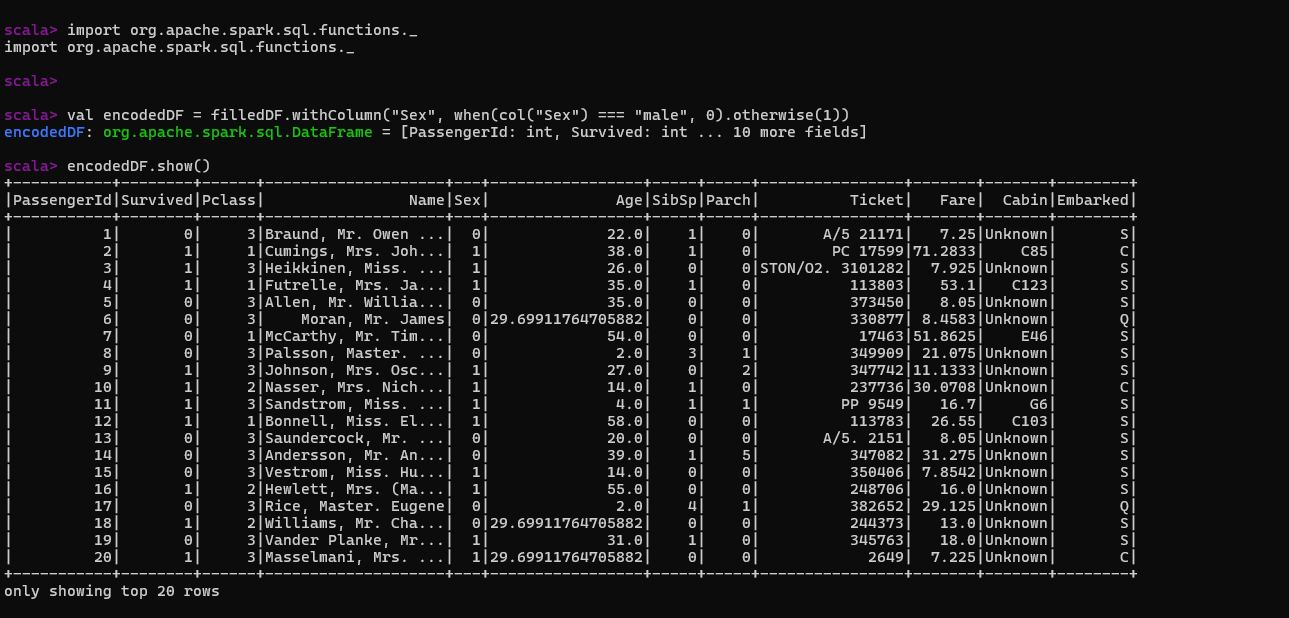 scala> import org.apache.spark.sql.functions._
import org.apache.spark.sql.functions._

scala>

scala> val encodedDF = filledDF.withColumn("Sex", when(col("Sex") === "male", 0).otherwise(1))
encodedDF: org.apache.spark.sql.DataFrame = [PassengerId: int, Survived: int ... 10 more fields]

scala> encodedDF.show()
+-----------+--------+------+--------------------+---+-----------------+-----+-----+----------------+-------+-------+--------+
|PassengerId|Survived|Pclass|                Name|Sex|              Age|SibSp|Parch|          Ticket|   Fare|  Cabin|Embarked|
+-----------+--------+------+--------------------+---+-----------------+-----+-----+----------------+-------+-------+--------+
|          1|       0|     3|Braund, Mr. Owen ...|  0|             22.0|    1|    0|       A/5 21171|   7.25|Unknown|       S|
|          2|       1|     1|Cumings, Mrs. Joh...|  1|             38.0|    1|    0|        PC 17599|71.2833|    C85|       C|
|          3|       1|     3|Heikkinen, Miss. ...|  1|             26.0|    0|    0|STON/O2. 3101282|  7.925|Unknown|       S|
|          4|       1|     1|Futrelle, Mrs. Ja...|  1|             35.0|    1|    0|          113803|   53.1|   C123|       S|
|          5|       0|     3|Allen, Mr. Willia...|  0|             35.0|    0|    0|          373450|   8.05|Unknown|       S|
|          6|       0|     3|    Moran, Mr. James|  0|29.69911764705882|    0|    0|          330877| 8.4583|Unknown|       Q|
|          7|       0|     1|McCarthy, Mr. Tim...|  0|             54.0|    0|    0|           17463|51.8625|    E46|       S|
|          8|       0|     3|Palsson, Master. ...|  0|              2.0|    3|    1|          349909| 21.075|Unknown|       S|
|          9|       1|     3|Johnson, Mrs. Osc...|  1|             27.0|    0|    2|          347742|11.1333|Unknown|       S|
|         10|       1|     2|Nasser, Mrs. Nich...|  1|             14.0|    1|    0|          237736|30.0708|Unknown|       C|
|         11|       1|     3|Sandstrom, Miss. ...|  1|              4.0|    1|    1|         PP 9549|   16.7|     G6|       S|
|         12|       1|     1|Bonnell, Miss. El...|  1|             58.0|    0|    0|          113783|  26.55|   C103|       S|
|         13|       0|     3|Saundercock, Mr. ...|  0|             20.0|    0|    0|       A/5. 2151|   8.05|Unknown|       S|
|         14|       0|     3|Andersson, Mr. An...|  0|             39.0|    1|    5|          347082| 31.275|Unknown|       S|
|         15|       0|     3|Vestrom, Miss. Hu...|  1|             14.0|    0|    0|          350406| 7.8542|Unknown|       S|
|         16|       1|     2|Hewlett, Mrs. (Ma...|  1|             55.0|    0|    0|          248706|   16.0|Unknown|       S|
|         17|       0|     3|Rice, Master. Eugene|  0|              2.0|    4|    1|          382652| 29.125|Unknown|       Q|
|         18|       1|     2|Williams, Mr. Cha...|  0|29.69911764705882|    0|    0|          244373|   13.0|Unknown|       S|
|         19|       0|     3|Vander Planke, Mr...|  1|             31.0|    1|    0|          345763|   18.0|Unknown|       S|
|         20|       1|     3|Masselmani, Mrs. ...|  1|29.69911764705882|    0|    0|            2649|  7.225|Unknown|       C|
+-----------+--------+------+--------------------+---+-----------------+-----+-----+----------------+-------+-------+--------+
only showing top 20 rows